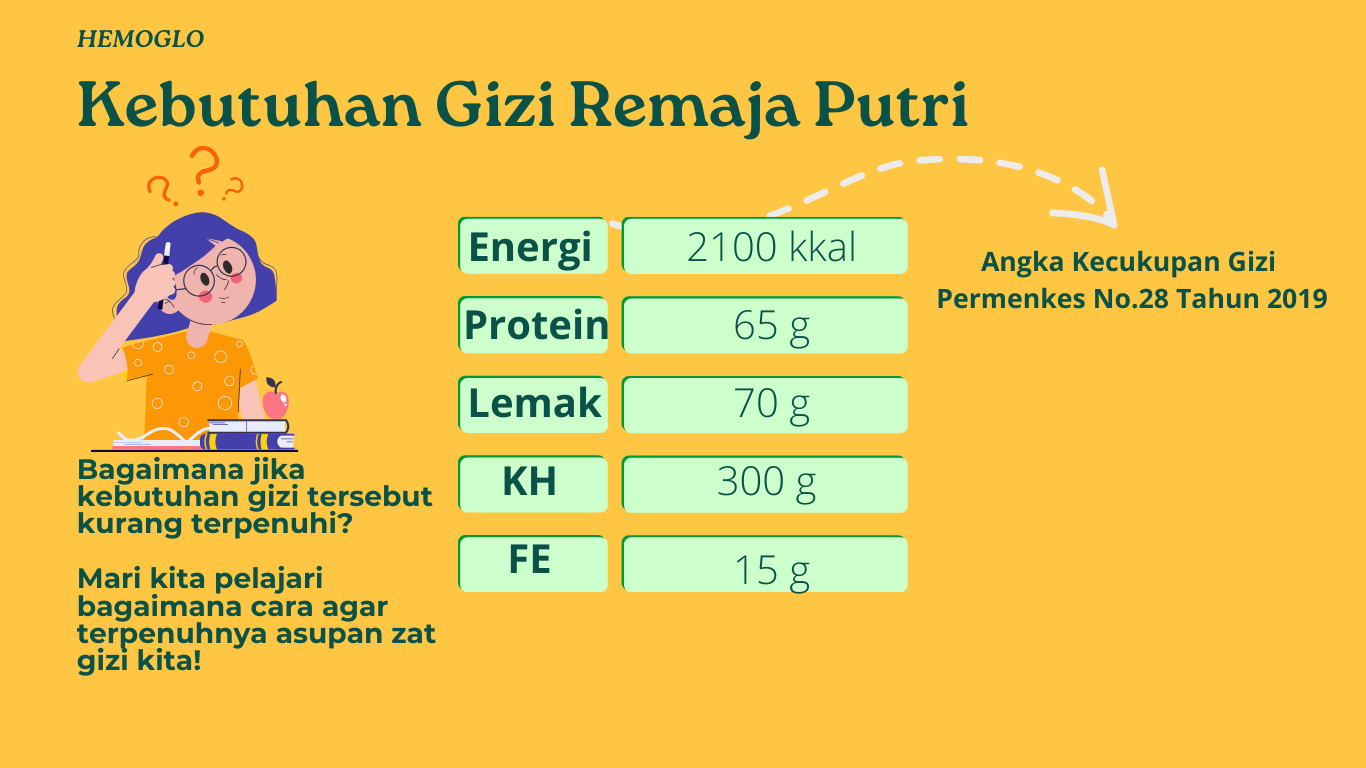 HEMOGLO
Kebutuhan Gizi Remaja Putri
Energi 2100 kkal
Protein 65 g
Lemak 70 g
KH 300 g
FE 15 g
Angka Kecukupan Gizi
Permenkes No.28 Tahun 2019
Bagaimana jika
kebutuhan gizi tersebut
kurang terpenuhi?
Mari kita pelajari
bagaimana cara agar
terpenuhnya asupan zat
gizi kita!